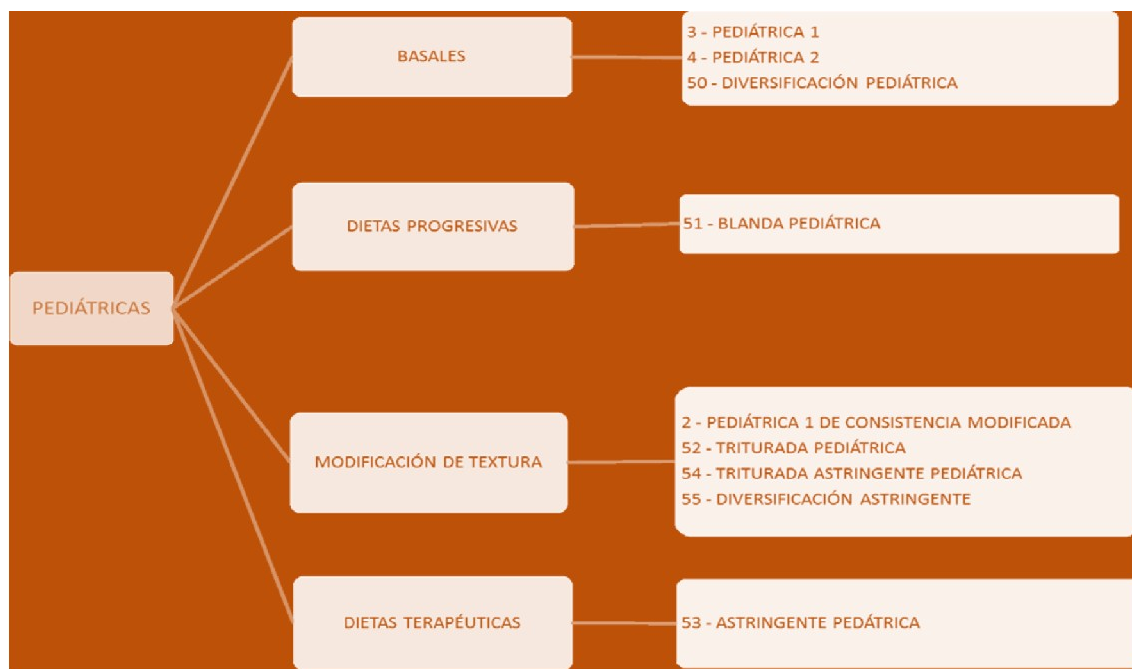 PEDIÁTRICAS
BASALES
3 - PEDIÁTRICA 1
4 - PEDIÁTRICA 2
50 - DIVERSIFICACIÓN PEDIÁTRICA
DIETAS PROGRESIVAS
51 - BLANDA PEDIÁTRICA
MODIFICACIÓN DE TEXTURA
2 - PEDIÁTRICA 1 DE CONSISTENCIA MODIFICADA
52 - TRITURADA PEDIÁTRICA
54 - TRITURADA ASTRINGENTE PEDIÁTRICA
55 - DIVERSIFICACIÓN ASTRINGENTE
DIETAS TERAPÉUTICAS
53 - ASTRINGENTE PEDÁTRICA